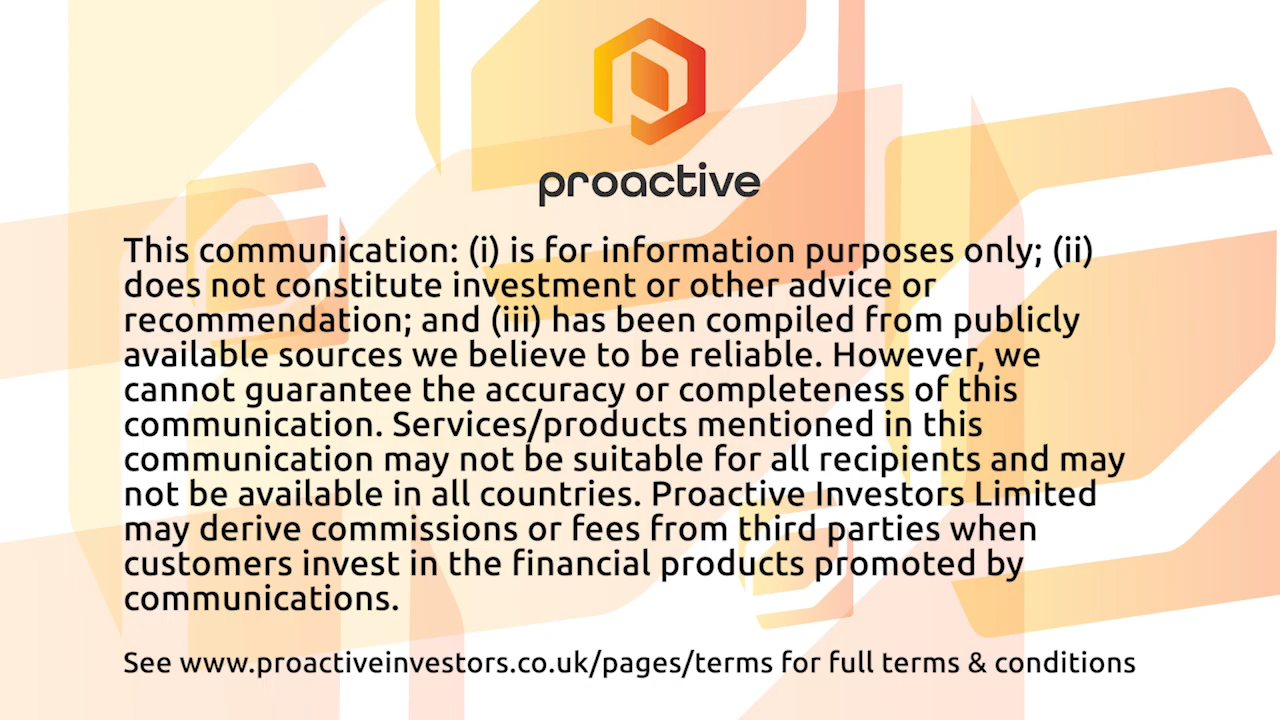 proactive
This communication: (i) is for information purposes only; (ii)
does not constitute investment or other advice or
recommendation; and (iii) has been compiled from publicly
available sources we believe to be reliable. However, we
cannot guarantee the accuracy or completeness of this
communication. Services/products mentioned in this
communication may not be suitable for all recipients and may
not be available in all countries. Proactive Investors Limited
may derive commissions or fees from third parties when
customers invest in the financial products promoted by
communications.
See www.proactiveinvestors.co.uk/pages/terms for full terms & conditions